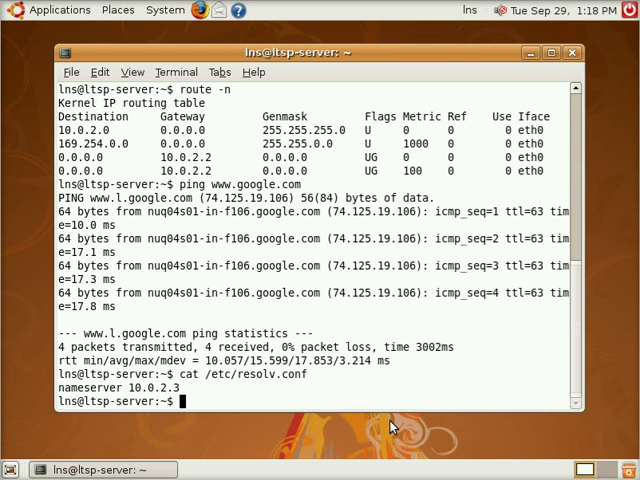 Applications Places System lns Tue Sep 29, 1:18 PM
lns@ltsp-server: ~
File Edit View Terminal Tabs Help
lns@ltsp-server:~$ route -n
Kernel IP routing table
Destination Gateway Genmask Flags Metric Ref Use Iface
10.0.2.0 0.0.0.0 255.255.255.0 U 0 0 0 eth0
169.254.0.0 0.0.0.0 255.255.0.0 U 1000 0 0 eth0
0.0.0.0 10.0.2.2 0.0.0.0 UG 0 0 0 eth0
0.0.0.0 10.0.2.2 0.0.0.0 UG 100 0 0 eth0
lns@ltsp-server:~$ ping www.google.com
PING www.l.google.com (74.125.19.106) 56(84) bytes of data.
64 bytes from nuq04s01-in-f106.google.com (74.125.19.106): icmp_seq=1 ttl=63 tim
e=10.0 ms
64 bytes from nuq04s01-in-f106.google.com (74.125.19.106): icmp_seq=2 ttl=63 tim
e=17.1 ms
64 bytes from nuq04s01-in-f106.google.com (74.125.19.106): icmp_seq=3 ttl=63 tim
e=17.3 ms
64 bytes from nuq04s01-in-f106.google.com (74.125.19.106): icmp_seq=4 ttl=63 tim
e=17.8 ms
--- www.l.google.com ping statistics ---
4 packets transmitted, 4 received, 0% packet loss, time 3002ms
rtt min/avg/max/mdev = 10.057/15.599/17.853/3.214 ms
lns@ltsp-server:~$ cat /etc/resolv.conf
nameserver 10.0.2.3
lns@ltsp-server:~$
lns@ltsp-server: ~